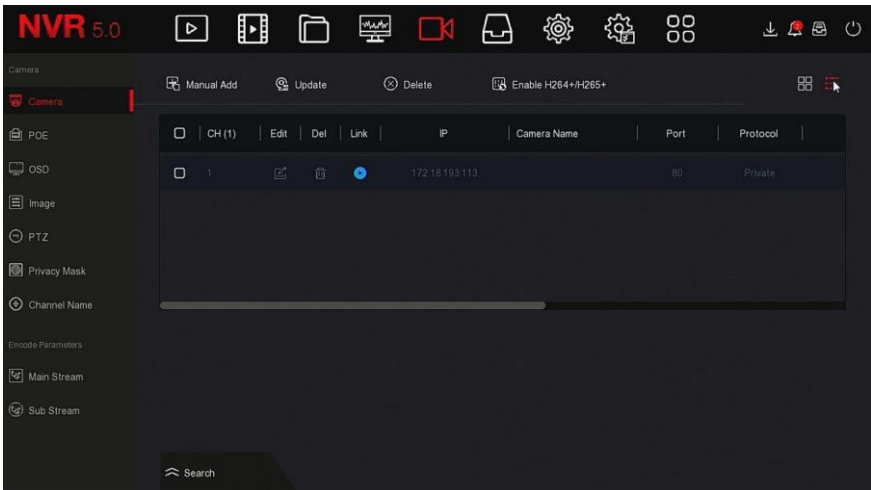 NVR 5.0
Camera
Camera
POE
OSD
Image
PTZ
Privacy Mask
Channel Name
Encode Parameters
Main Stream
Sub Stream
Manual Add Update Delete Enable H264+/H265+
CH (1) Edit Del Link IP Camera Name Port Protocol
1 172.18.193.113 80 Private
Search